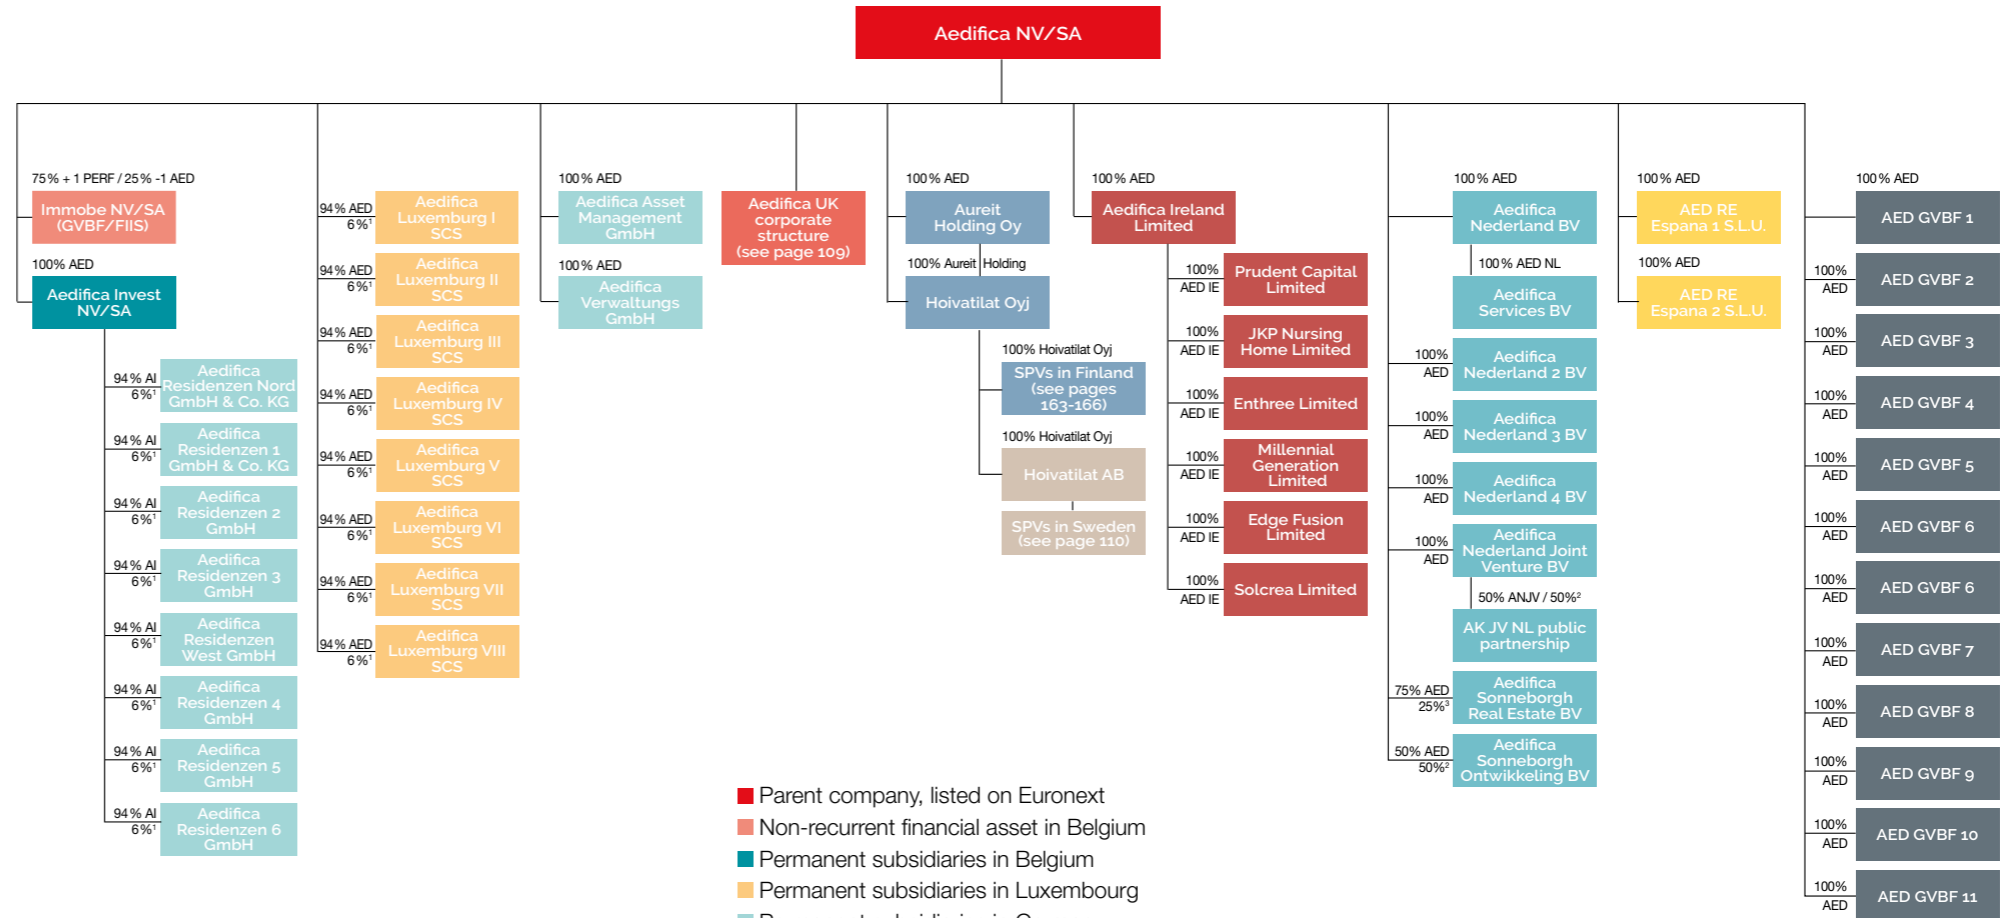 Aedifica NV/SA
75% + 1 PERF / 25% -1 AED
Immobe NV/SA
(GVBF/FIIS)
100% AED
Aedifica Invest
NV/SA
94% AI
6%¹
Aedifica
Residenzen Nord
GmbH & Co. KG
94% AI
6%¹
Aedifica
Residenzen 1
GmbH & Co. KG
94% AI
6%¹
Aedifica
Residenzen 2
GmbH
94% AI
6%¹
Aedifica
Residenzen 3
GmbH
94% AI
6%¹
Aedifica
Residenzen
West GmbH
94% AI
6%¹
Aedifica
Residenzen 4
GmbH
94% AI
6%¹
Aedifica
Residenzen 5
GmbH
94% AI
6%¹
Aedifica
Residenzen 6
GmbH
94% AED
6%¹
Aedifica
Luxemburg I
SCS
94% AED
6%¹
Aedifica
Luxemburg II
SCS
94% AED
6%¹
Aedifica
Luxemburg III
SCS
94% AED
6%¹
Aedifica
Luxemburg IV
SCS
94% AED
6%¹
Aedifica
Luxemburg V
SCS
94% AED
6%¹
Aedifica
Luxemburg VI
SCS
94% AED
6%¹
Aedifica
Luxemburg VII
SCS
94% AED
6%¹
Aedifica
Luxemburg VIII
SCS
100% AED
Aedifica Asset
Management
GmbH
100% AED
Aedifica
Verwaltungs
GmbH
Aedifica UK
corporate
structure
(see page 109)
100% AED
Aureit
Holding Oy
100% Aureit Holding
Hoivatilat Oyj
100% Hoivatilat Oyj
SPVs in Finland
(see pages
163-166)
100% Hoivatilat Oyj
Hoivatilat AB
SPVs in Sweden
(see page 110)
100% AED
Aedifica Ireland
Limited
100%
AED IE
Prudent Capital
Limited
100%
AED IE
JKP Nursing
Home Limited
100%
AED IE
Enthree Limited
100%
AED IE
Millennial
Generation
Limited
100%
AED IE
Edge Fusion
Limited
100%
AED IE
Solcrea Limited
100% AED
Aedifica
Nederland BV
100% AED NL
Aedifica
Services BV
100%
AED
Aedifica
Nederland 2 BV
100%
AED
Aedifica
Nederland 3 BV
100%
AED
Aedifica
Nederland 4 BV
100%
AED
Aedifica
Nederland Joint
Venture BV
50% ANJV / 50%²
AK JV NL public
partnership
75% AED
25%³
Aedifica
Sonneborgh
Real Estate BV
50% AED
50%²
Aedifica
Sonneborgh
Ontwikkeling BV
100% AED
AED RE
Espana 1 S.L.U.
100% AED
AED RE
Espana 2 S.L.U.
100% AED
AED GVBF 1
100%
AED
AED GVBF 2
100%
AED
AED GVBF 3
100%
AED
AED GVBF 4
100%
AED
AED GVBF 5
100%
AED
AED GVBF 6
100%
AED
AED GVBF 6
100%
AED
AED GVBF 7
100%
AED
AED GVBF 8
100%
AED
AED GVBF 9
100%
AED
AED GVBF 10
100%
AED
AED GVBF 11
Parent company, listed on Euronext
Non-recurrent financial asset in Belgium
Permanent subsidiaries in Belgium
Permanent subsidiaries in Luxembourg